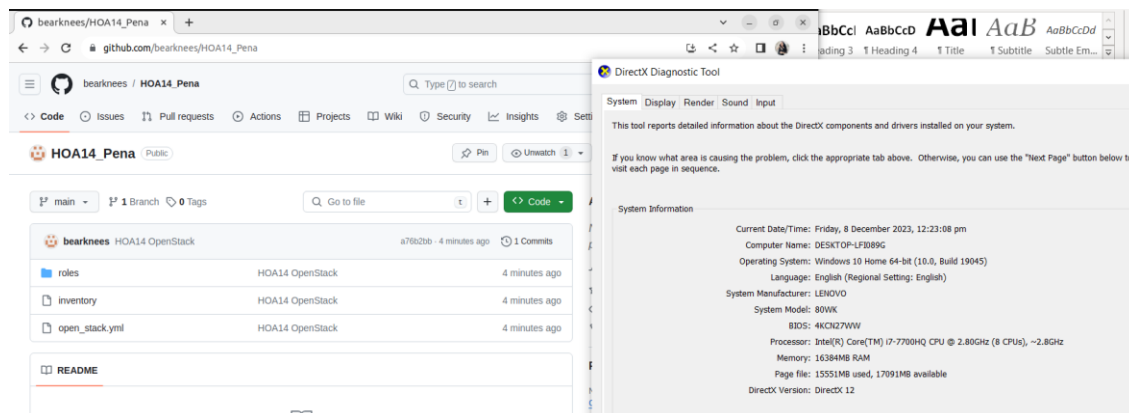 bearknees/HOA14_Pena
github.com/bearknees/HOA14_Pena
bearknees / HOA14_Pena
Type / to search
Code Issues Pull requests Actions Projects Wiki Security Insights Setti
HOA14_Pena Public
Pin Unwatch 1
main 1 Branch 0 Tags
Go to file t Code
bearknees HOA14 OpenStack a76b2bb · 4 minutes ago 1 Commits
roles HOA14 OpenStack 4 minutes ago
inventory HOA14 OpenStack 4 minutes ago
open_stack.yml HOA14 OpenStack 4 minutes ago
README
BbCcl AaBbCcD AaI AaB AaBbCcDd
ading 3 ¶ Heading 4 ¶ Title ¶ Subtitle Subtle Em...
DirectX Diagnostic Tool
System Display Render Sound Input
This tool reports detailed information about the DirectX components and drivers installed on your system.
If you know what area is causing the problem, click the appropriate tab above. Otherwise, you can use the "Next Page" button below t
visit each page in sequence.
System Information
Current Date/Time: Friday, 8 December 2023, 12:23:08 pm
Computer Name: DESKTOP-LFI089G
Operating System: Windows 10 Home 64-bit (10.0, Build 19045)
Language: English (Regional Setting: English)
System Manufacturer: LENOVO
System Model: 80WK
BIOS: 4KCN27WW
Processor: Intel(R) Core(TM) i7-7700HQ CPU @ 2.80GHz (8 CPUs), ~2.8GHz
Memory: 16384MB RAM
Page file: 15551MB used, 17091MB available
DirectX Version: DirectX 12